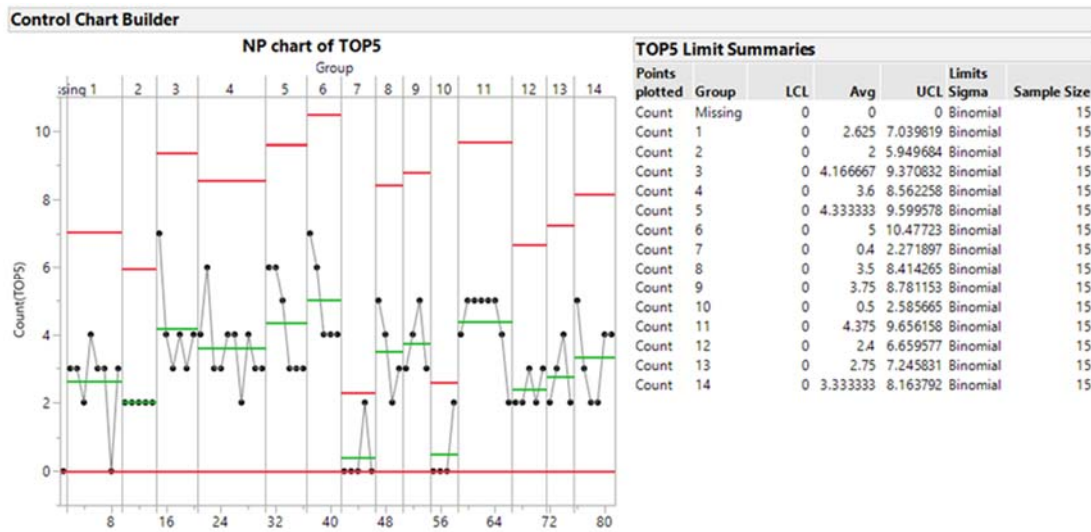 Control Chart Builder
NP chart of TOP5
Group
ssing 1 2 3 4 5 6 7 8 9 10 11 12 13 14
Count(TOP5)
10
8
6
4
2
0
8 16 24 32 40 48 56 64 72 80
TOP5 Limit Summaries
Points Limits
plotted Group LCL Avg UCL Sigma Sample Size
Count Missing 0 0 0 Binomial 15
Count 1 0 2.625 7.039819 Binomial 15
Count 2 0 2 5.949684 Binomial 15
Count 3 0 4.166667 9.370832 Binomial 15
Count 4 0 3.6 8.562258 Binomial 15
Count 5 0 4.333333 9.599578 Binomial 15
Count 6 0 5 10.47723 Binomial 15
Count 7 0 0.4 2.271897 Binomial 15
Count 8 0 3.5 8.414265 Binomial 15
Count 9 0 3.75 8.781153 Binomial 15
Count 10 0 0.5 2.585665 Binomial 15
Count 11 0 4.375 9.656158 Binomial 15
Count 12 0 2.4 6.659577 Binomial 15
Count 13 0 2.75 7.245831 Binomial 15
Count 14 0 3.333333 8.163792 Binomial 15